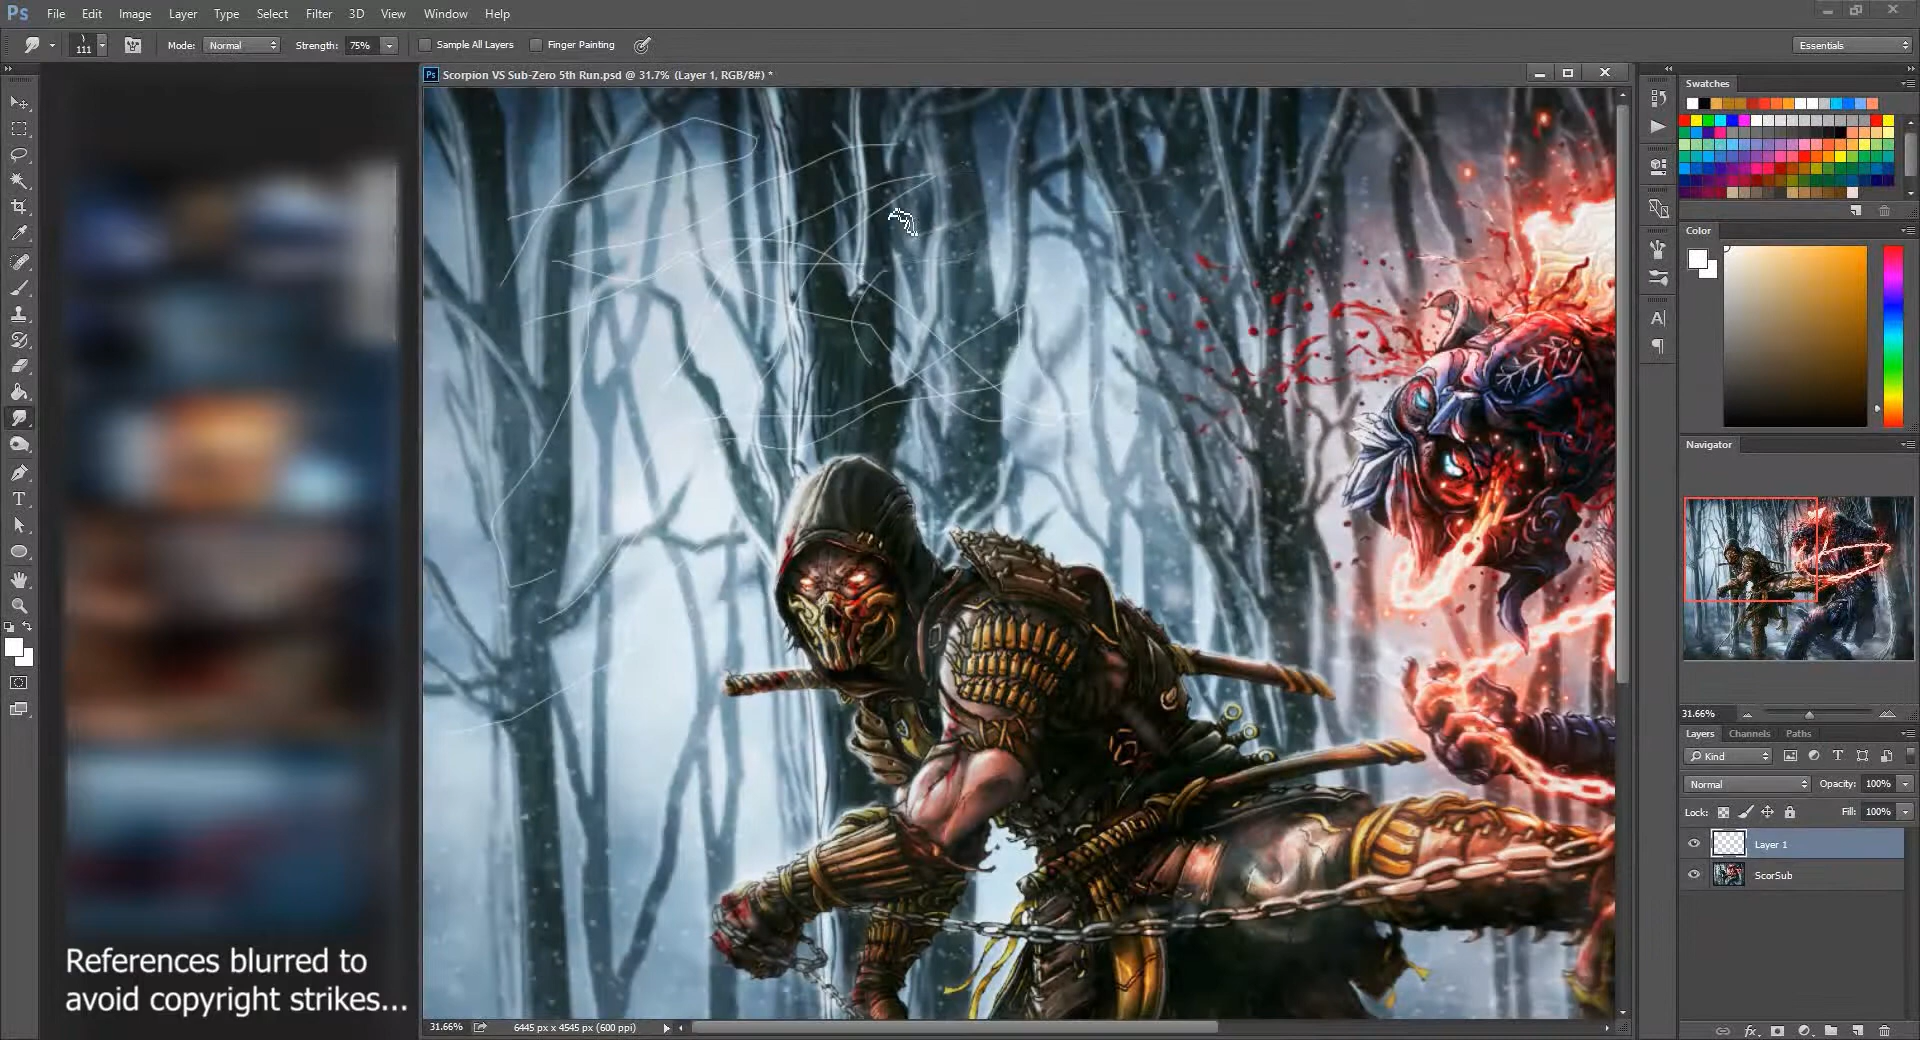 Ps File Edit Image Layer Type Select Filter 3D View Window Help
111 Mode: Normal Strength: 75% Sample All Layers Finger Painting Essentials
Ps Scorpion VS Sub-Zero 5th Run.psd @ 31.7% (Layer 1, RGB/8#) *
Swatches
Color
Navigator
31.66%
Layers Channels Paths
Kind
Normal Opacity: 100%
Lock: Fill: 100%
Layer 1
ScorSub
References blurred to
avoid copyright strikes...
31.66% 6445 px x 4545 px (600 ppi)